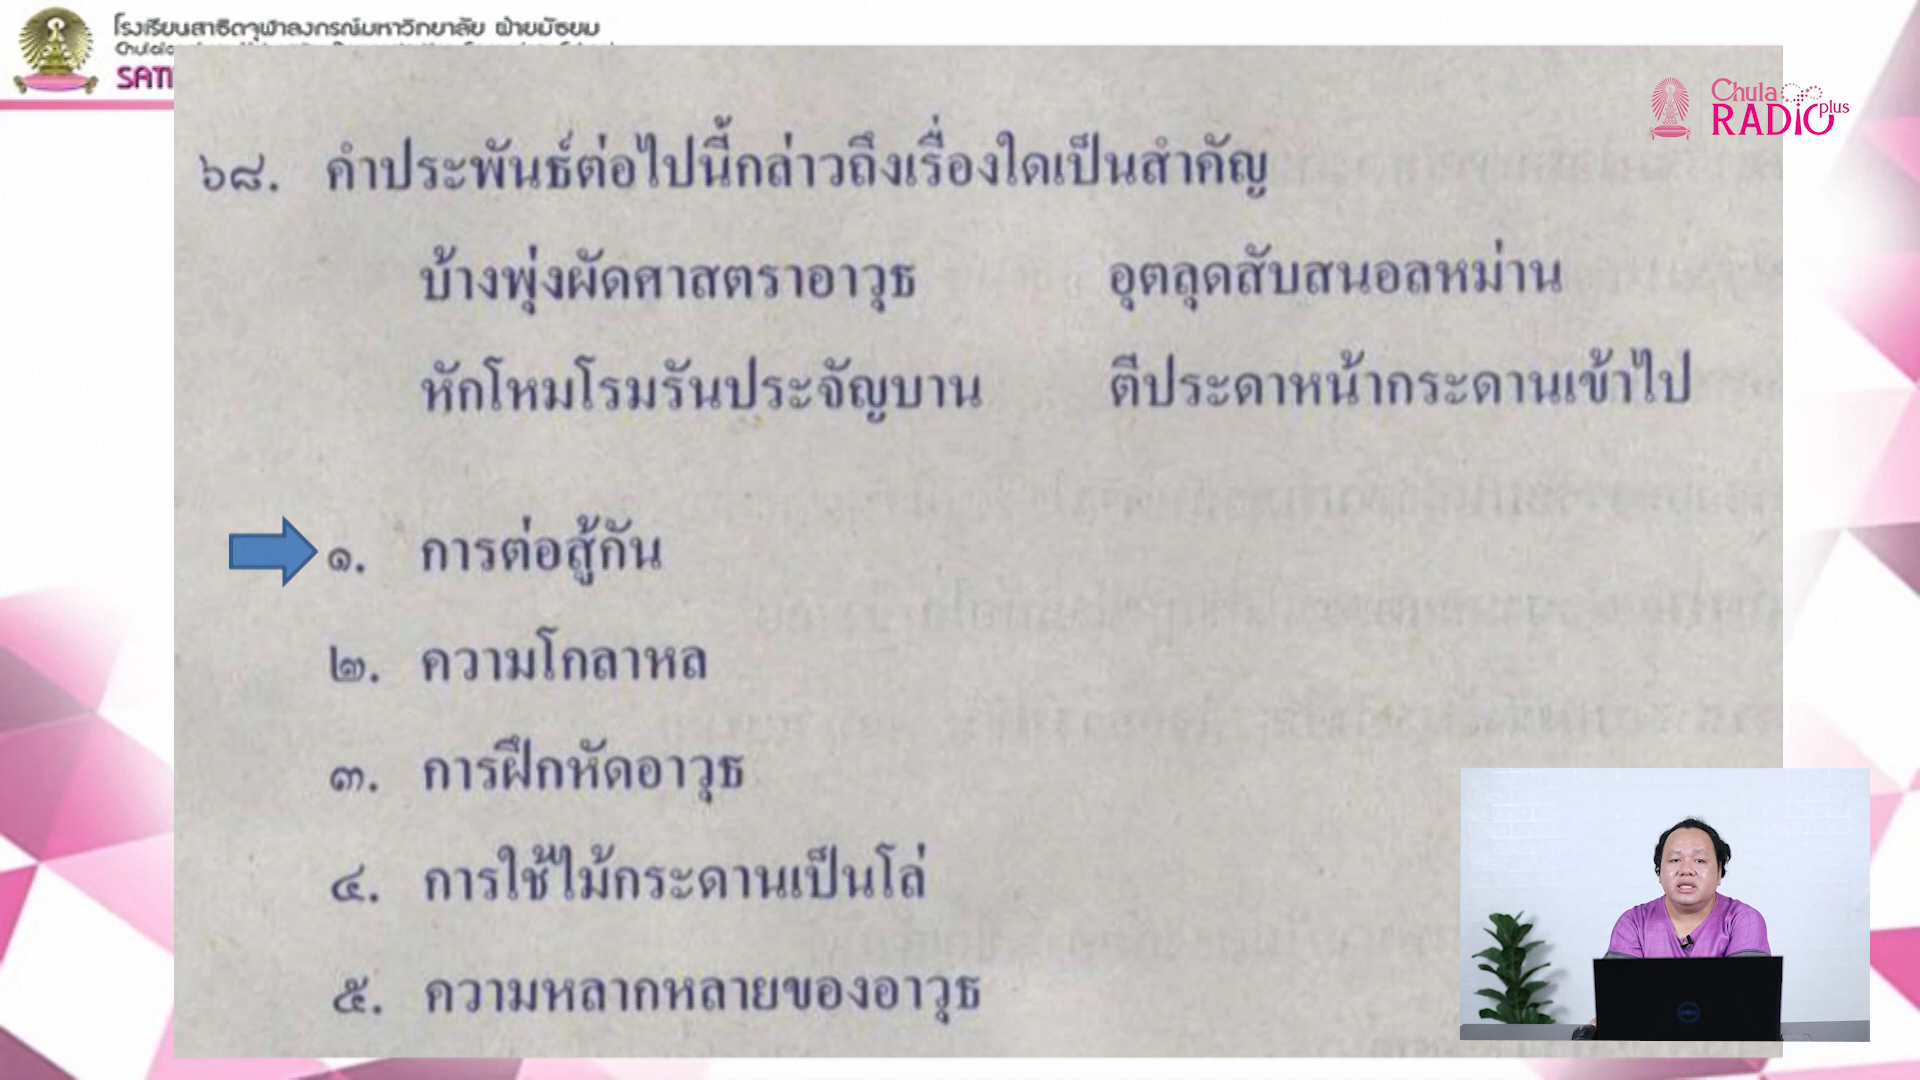 โรงเรียนสาธิตจุฬาลงกรณ์มหาวิทยาลัย ฝ่ายมัธยม
Chula
RADIO plus
๖๘. คำประพันธ์ต่อไปนี้กล่าวถึงเรื่องใดเป็นสำคัญ
บ้างพุ่งผัดศาสตราอาวุธ อุตลุดสับสนอลหม่าน
หักโหมโรมรันประจัญบาน ตีประดาหน้ากระดานเข้าไป
๑. การต่อสู้กัน
๒. ความโกลาหล
๓. การฝึกหัดอาวุธ
๔. การใช้ไม้กระดานเป็นโล่
๕. ความหลากหลายของอาวุธ
DELL